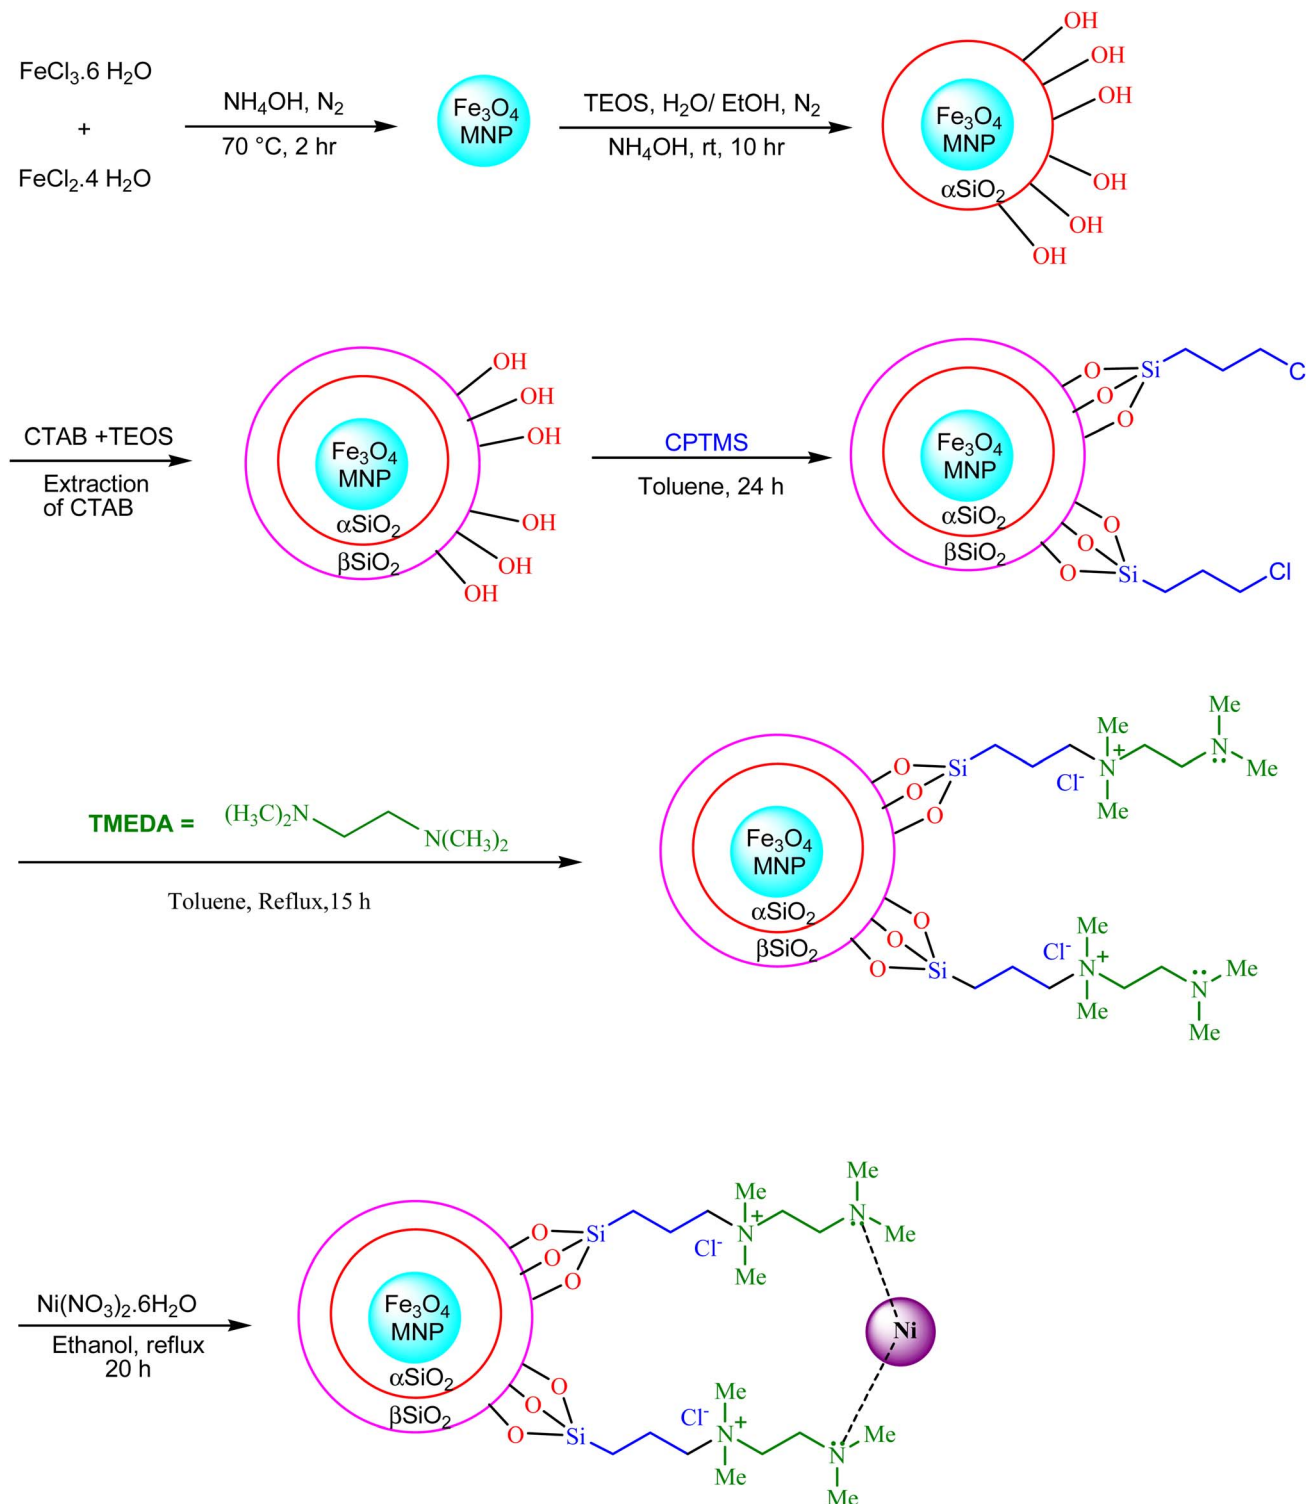 FeCl₃.6 H₂O
+
FeCl₂.4 H₂O
NH₄OH, N₂
70 °C, 2 hr
Fe₃O₄
MNP
TEOS, H₂O/ EtOH, N₂
NH₄OH, rt, 10 hr
OH
OH
OH
Fe₃O₄
MNP
αSiO₂
OH
OH
OH
CTAB +TEOS
Extraction
of CTAB
OH
OH
OH
Fe₃O₄
MNP
αSiO₂
βSiO₂
OH
OH
OH
CPTMS
Toluene, 24 h
Fe₃O₄
MNP
αSiO₂
βSiO₂
O
O
O
Si
C
O
O
O
Si
Cl
TMEDA =
(H₃C)₂N
N(CH₃)₂
Toluene, Reflux,15 h
Fe₃O₄
MNP
αSiO₂
βSiO₂
O
O
O
Si
Cl⁻
Me
N⁺
Me
Me
N
Me
O
O
O
Si
Cl⁻
Me
N⁺
Me
N
Me
Me
Ni(NO₃)₂.6H₂O
Ethanol, reflux
20 h
Fe₃O₄
MNP
αSiO₂
βSiO₂
O
O
O
Si
Cl⁻
Me
N⁺
Me
Me
N
Me
Ni
O
O
O
Si
Cl⁻
Me
N⁺
Me
N
Me
Me